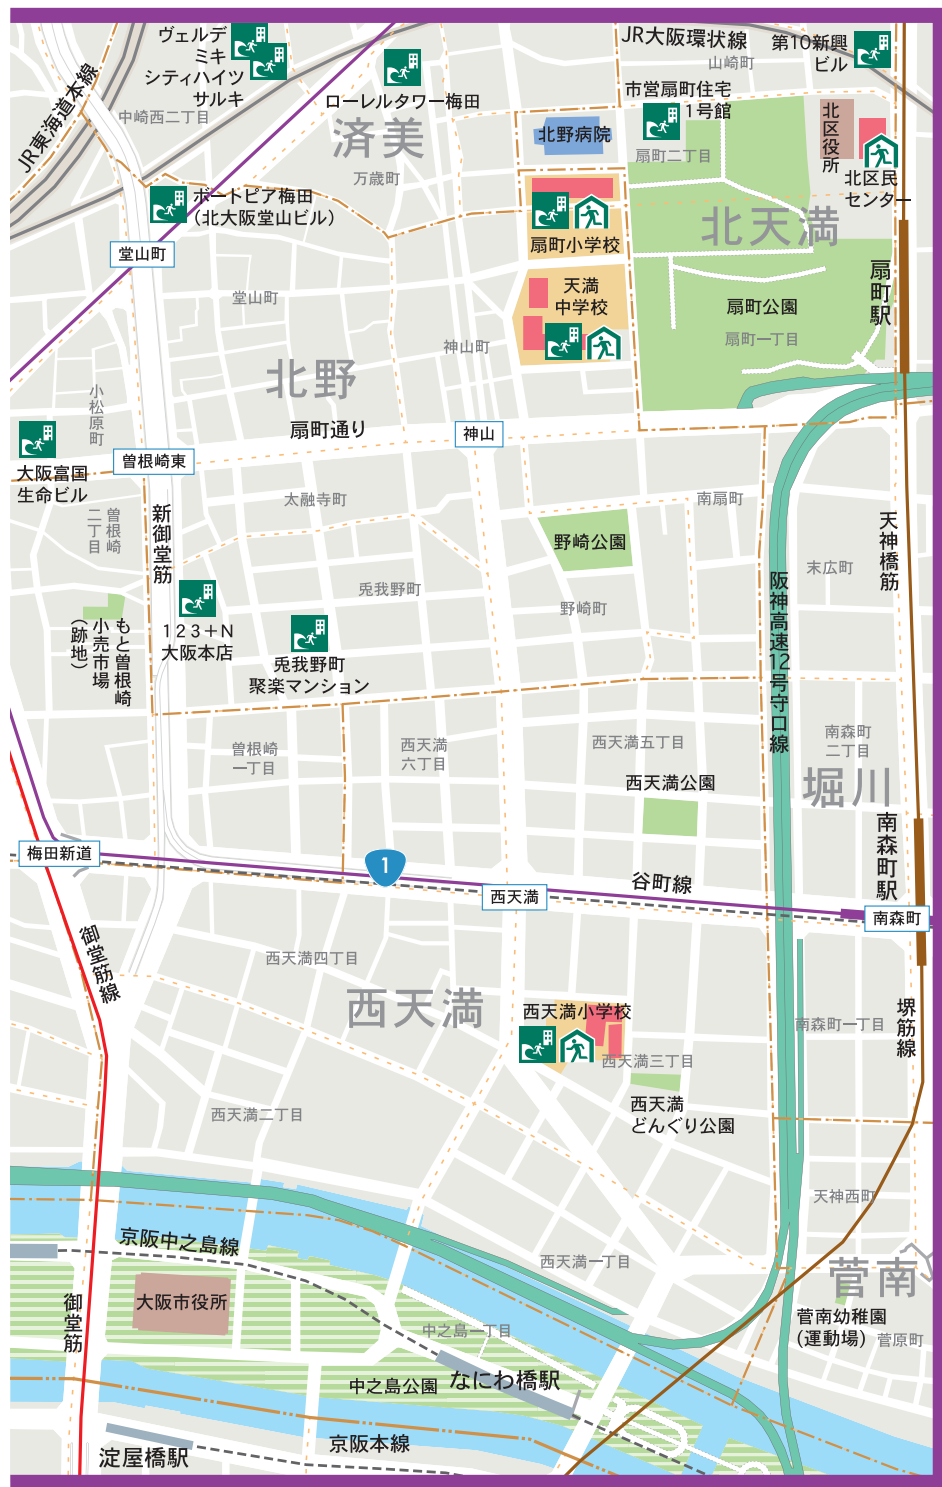 ヴェルデ
ミキ
シティハイツ
サルキ
JR東海道本線
中崎西二丁目
ローレルタワー梅田
済美
万歳町
JR大阪環状線
山崎町
第10新興
ビル
市営扇町住宅
1号館
北野病院
扇町二丁目
北区役所
北区民
センター
ポートピア梅田
(北大阪堂山ビル)
堂山町
扇町小学校
北天満
天満
中学校
扇町公園
扇町一丁目
扇町駅
堂山町
神山町
北野
小松原町
扇町通り
神山
曽根崎東
大阪富国
生命ビル
曽根崎
二丁目
新御堂筋
太融寺町
南扇町
野崎公園
天神橋筋
末広町
兎我野町
野崎町
阪神高速12号守口線
123+N
大阪本店
兎我野町
聚楽マンション
もと曽根崎
小売市場
(跡地)
曽根崎
一丁目
西天満
六丁目
西天満五丁目
南森町
二丁目
西天満公園
堀川
南森町駅
梅田新道
1
谷町線
西天満
南森町
御堂筋線
西天満四丁目
西天満
西天満小学校
南森町一丁目
堺筋線
西天満三丁目
西天満
どんぐり公園
西天満二丁目
天神西町
京阪中之島線
西天満一丁目
菅南
大阪市役所
御堂筋
中之島一丁目
菅南幼稚園
(運動場)
菅原町
中之島公園
なにわ橋駅
京阪本線
淀屋橋駅